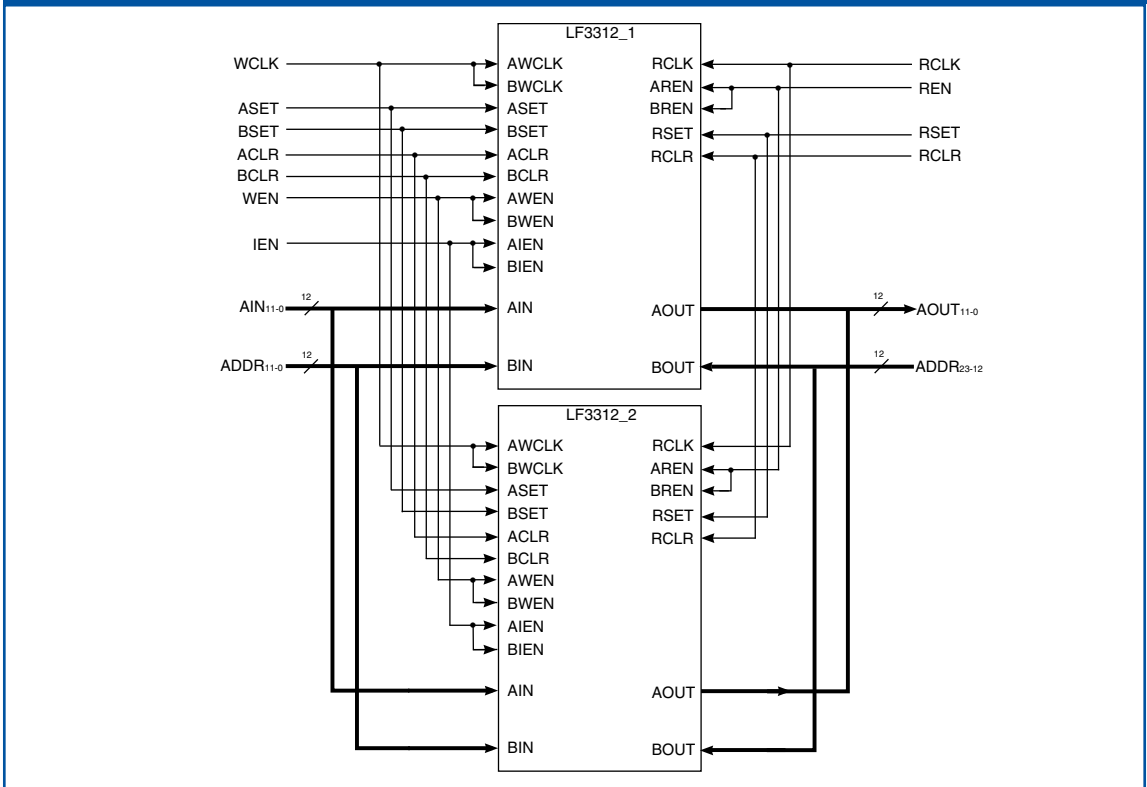 LF3312_1
WCLK AWCLK RCLK RCLK
BWCLK AREN REN
ASET ASET BREN
BSET BSET RSET RSET
ACLR ACLR RCLR RCLR
BCLR BCLR
WEN AWEN
BWEN
IEN AIEN
BIEN
AIN11-0 12 AIN AOUT 12 AOUT11-0
ADDR11-0 12 BIN BOUT 12 ADDR23-12
LF3312_2
AWCLK RCLK
BWCLK AREN
ASET BREN
BSET RSET
ACLR RCLR
BCLR
AWEN
BWEN
AIEN
BIEN
AIN AOUT
BIN BOUT